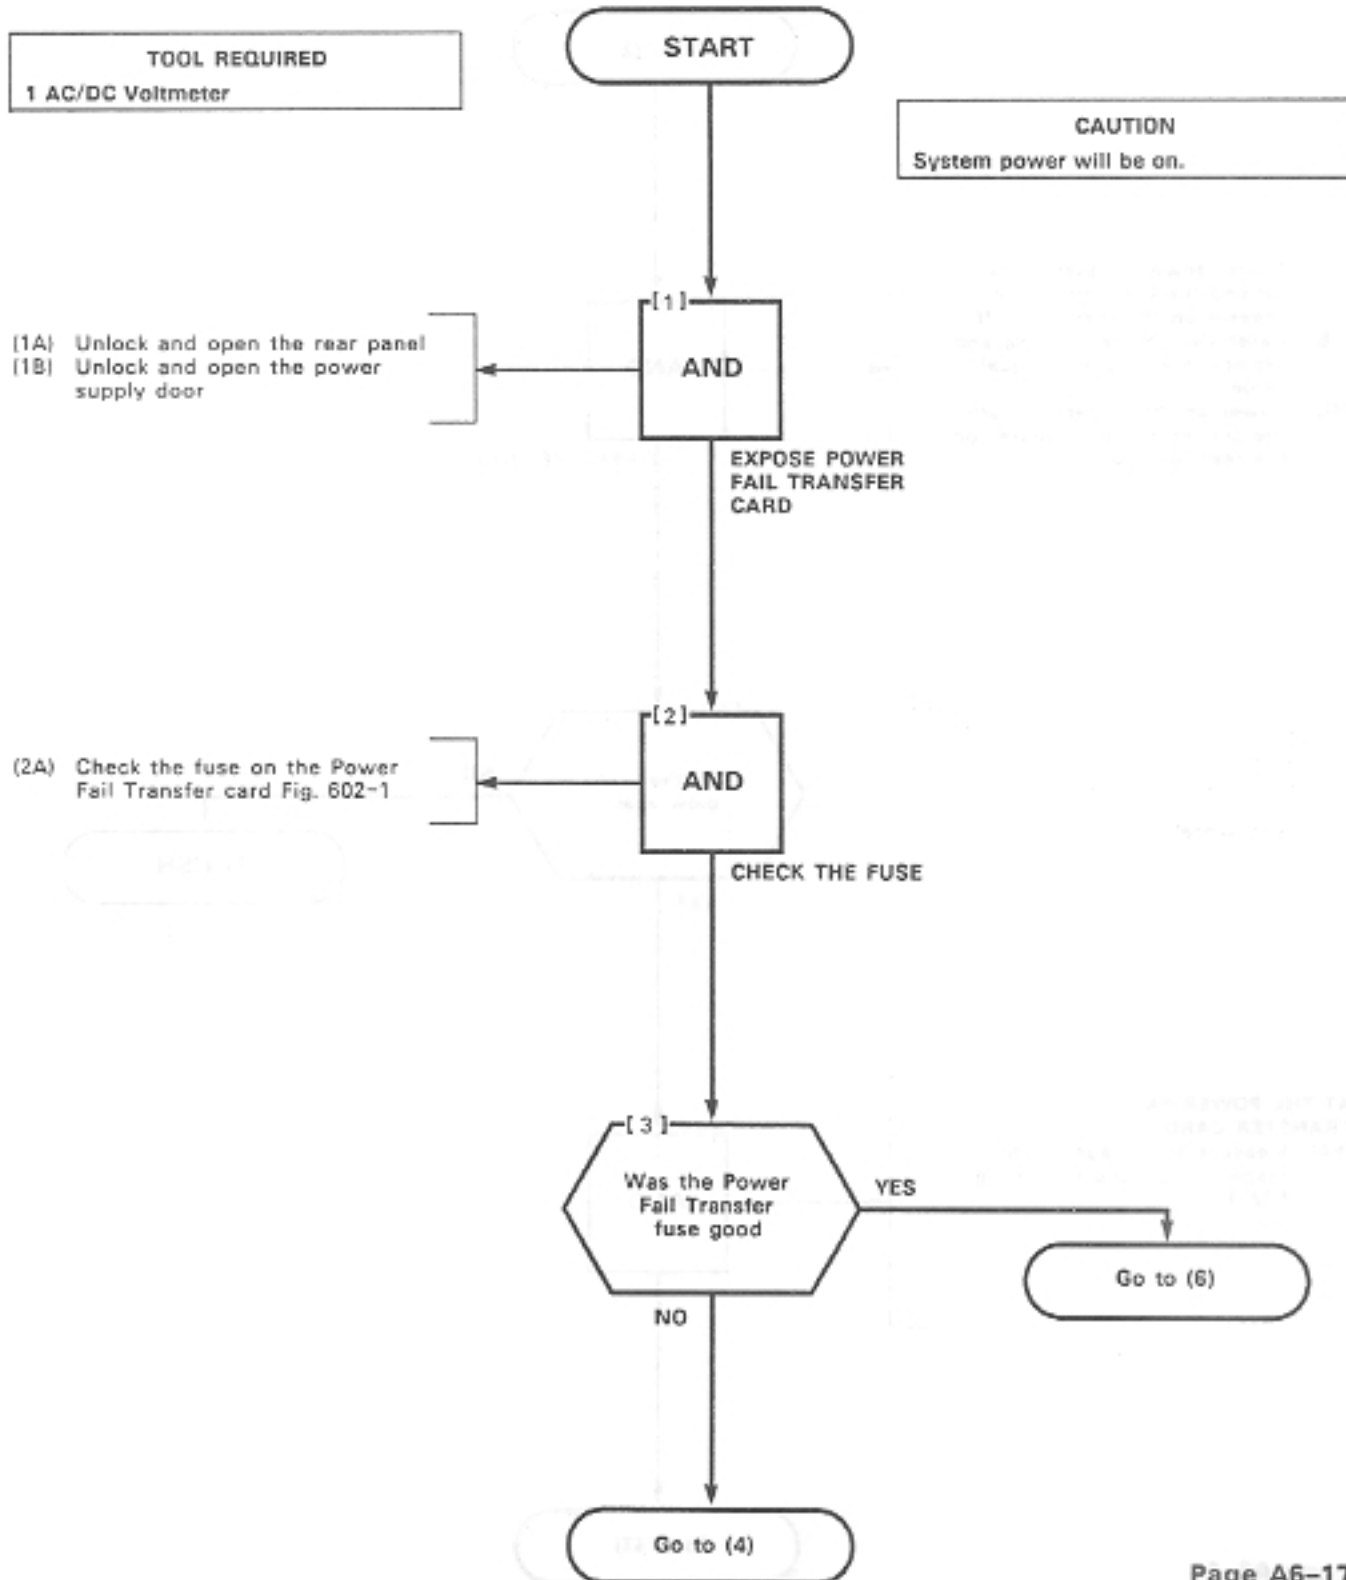 TOOL REQUIRED
1 AC/DC Voltmeter
START
CAUTION
System power will be on.
[1]
AND
(1A) Unlock and open the rear panel
(1B) Unlock and open the power
supply door
EXPOSE POWER
FAIL TRANSFER
CARD
[2]
AND
(2A) Check the fuse on the Power
Fail Transfer card Fig. 602-1
CHECK THE FUSE
[3]
Was the Power
Fail Transfer
fuse good
YES
Go to (6)
NO
Go to (4)
Page A6-17